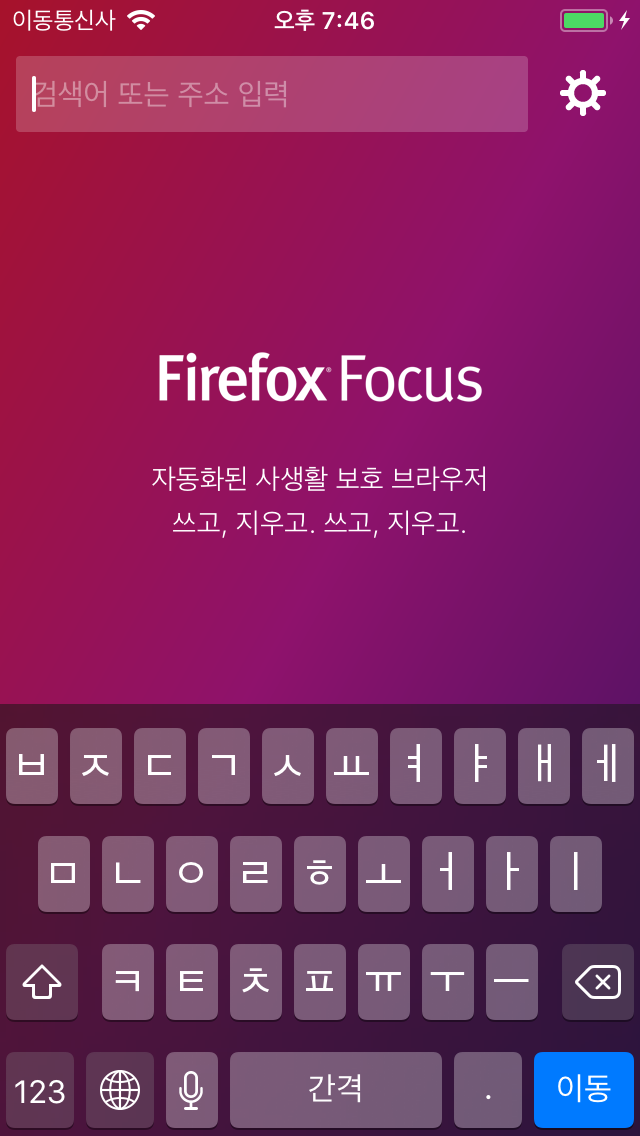 이동통신사 오후 7:46
검색어 또는 주소 입력
Firefox® Focus
자동화된 사생활 보호 브라우저
쓰고, 지우고. 쓰고, 지우고.
ㅂ ㅈ ㄷ ㄱ ㅅ ㅛ ㅕ ㅑ ㅐ ㅔ
ㅁ ㄴ ㅇ ㄹ ㅎ ㅗ ㅓ ㅏ ㅣ
ㅋ ㅌ ㅊ ㅍ ㅠ ㅜ ㅡ
123 간격 . 이동